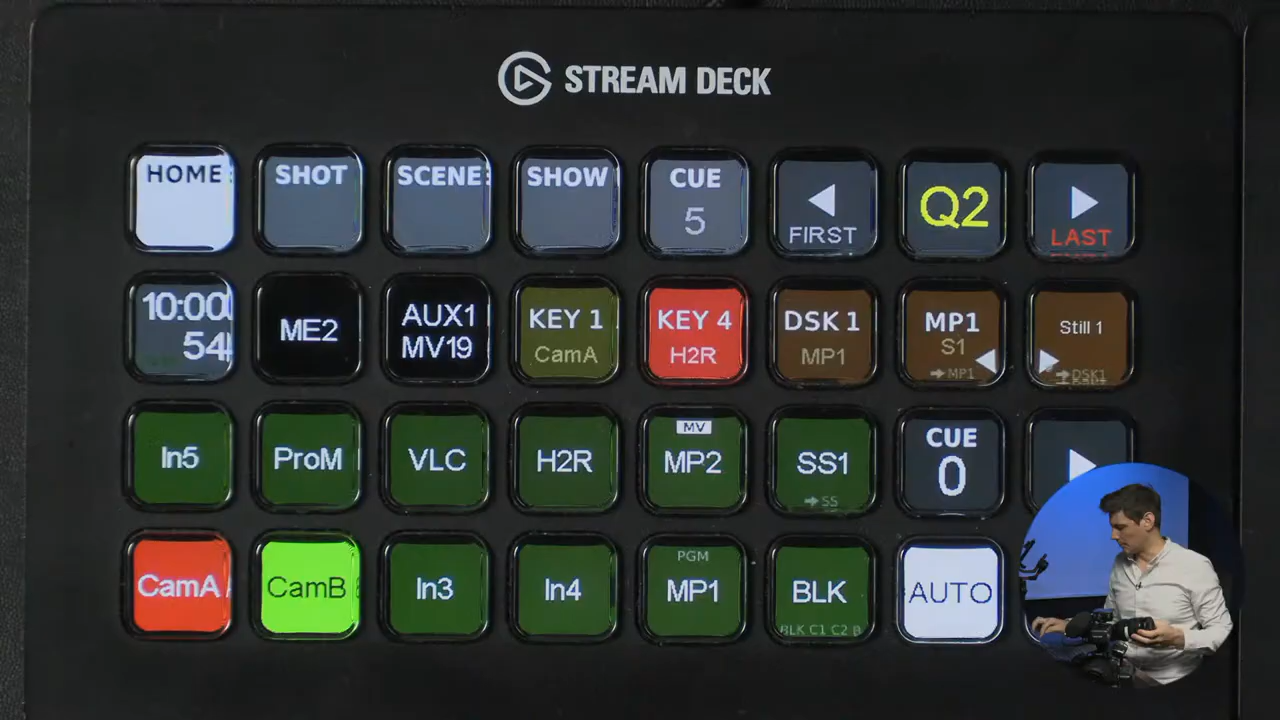 STREAM DECK
HOME
SHOT
SCENE
SHOW
CUE
5
FIRST
Q2
LAST
10:00
54
ME2
AUX1
MV19
KEY 1
CamA
KEY 4
H2R
DSK 1
MP1
MP1
S1
MP1
Still 1
DSK1
In5
ProM
VLC
H2R
MV
MP2
SS1
SS
CUE
0
CamA
CamB
In3
In4
PGM
MP1
BLK
BLK C1 C2 B
AUTO